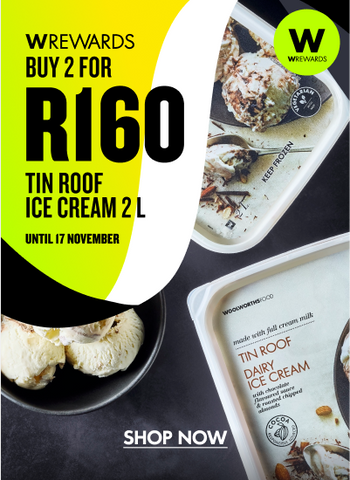 WREWARDS
BUY 2 FOR
R160
TIN ROOF
ICE CREAM 2 L
UNTIL 17 NOVEMBER
W
WREWARDS
VEGETARIAN
KEEP FROZEN
WOOLWORTHSFOOD
made with full cream milk
TIN ROOF
DAIRY
ICE CREAM
with chocolate
flavoured sauce
& roasted chipped
almonds
COCOA
SHOP NOW